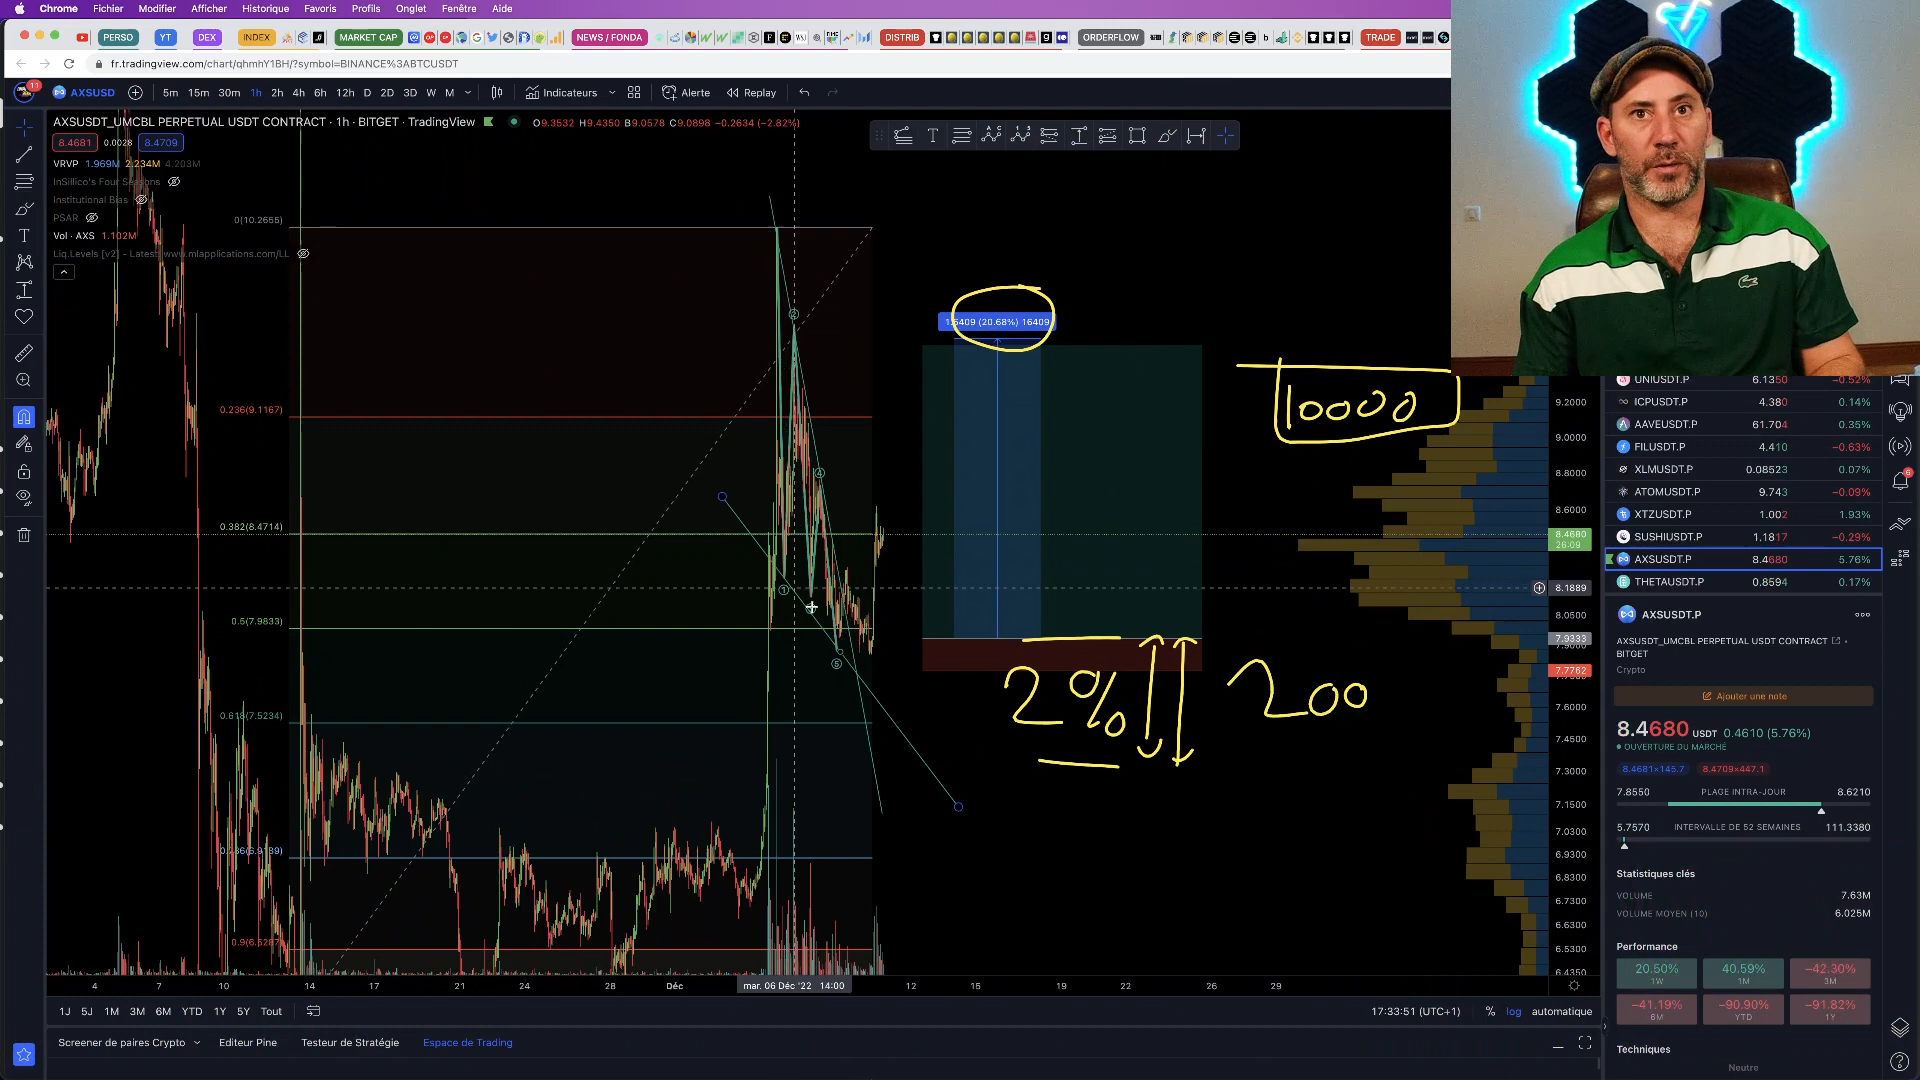 Chrome Fichier Modifier Afficher Historique Favoris Profils Onglet Fenêtre Aide
PERSO YT DEX INDEX MARKET CAP NEWS / FONDA DISTRIB ORDERFLOW TRADE
fr.tradingview.com/chart/qhmhY1BH/?symbol=BINANCE%3ABTCUSDT
11 AXSUSD 5m 15m 30m 1h 2h 4h 6h 12h D 2D 3D W M Indicateurs Alerte Replay
AXSUSDT_UMCBL PERPETUAL USDT CONTRACT · 1h · BITGET · TradingView O9.3532 H9.4350 B9.0578 C9.0898 −0.2634 (−2.82%)
8.4681 0.0028 8.4709
VRVP 1.969M 2.234M 4.203M
InSillico's Four Seasons
Institutional Bias
PSAR
Vol · AXS 1.102M
Liq.Levels [v2] - Latest: www.mlapplications.com/LL
0(10.2655)
0.236(9.1167)
0.382(8.4714)
0.5(7.9833)
0.618(7.5234)
0.9(6.5287)
1.6409 (20.68%) 16409
10000
2% 200
9.2000
9.0000
8.8000
8.6000
8.4680
26:09
8.1889
8.0500
7.9333
7.7762
7.6000
7.4500
7.3000
7.1500
7.0300
6.9300
6.8300
6.7300
6.6300
6.5300
6.4350
4 7 10 14 17 21 24 28 Déc mar. 06 Déc '22 14:00 12 15 19 22 26 29
1J 5J 1M 3M 6M YTD 1Y 5Y Tout 17:33:51 (UTC+1) % log automatique
Screener de paires Crypto Editeur Pine Testeur de Stratégie Espace de Trading
UNIUSDT.P 6.1350 −0.52%
ICPUSDT.P 4.380 0.14%
AAVEUSDT.P 61.704 0.35%
FILUSDT.P 4.410 −0.63%
XLMUSDT.P 0.08523 0.07%
ATOMUSDT.P 9.743 −0.09%
XTZUSDT.P 1.002 1.93%
SUSHIUSDT.P 1.1817 −0.29%
AXSUSDT.P 8.4680 5.76%
THETAUSDT.P 0.8594 0.17%
AXSUSDT.P
AXSUSDT_UMCBL PERPETUAL USDT CONTRACT •
BITGET
Crypto
Ajouter une note
8.4680 USDT 0.4610 (5.76%)
OUVERTURE DU MARCHÉ
8.4681×145.7 8.4709×447.1
7.8550 PLAGE INTRA-JOUR 8.6210
5.7570 INTERVALLE DE 52 SEMAINES 111.3380
Statistiques clés
VOLUME 7.63M
VOLUME MOYEN (10) 6.025M
Performance
20.50% 40.59% −42.30%
1W 1M 3M
−41.19% −90.90% −91.82%
6M YTD 1Y
Techniques
Neutre